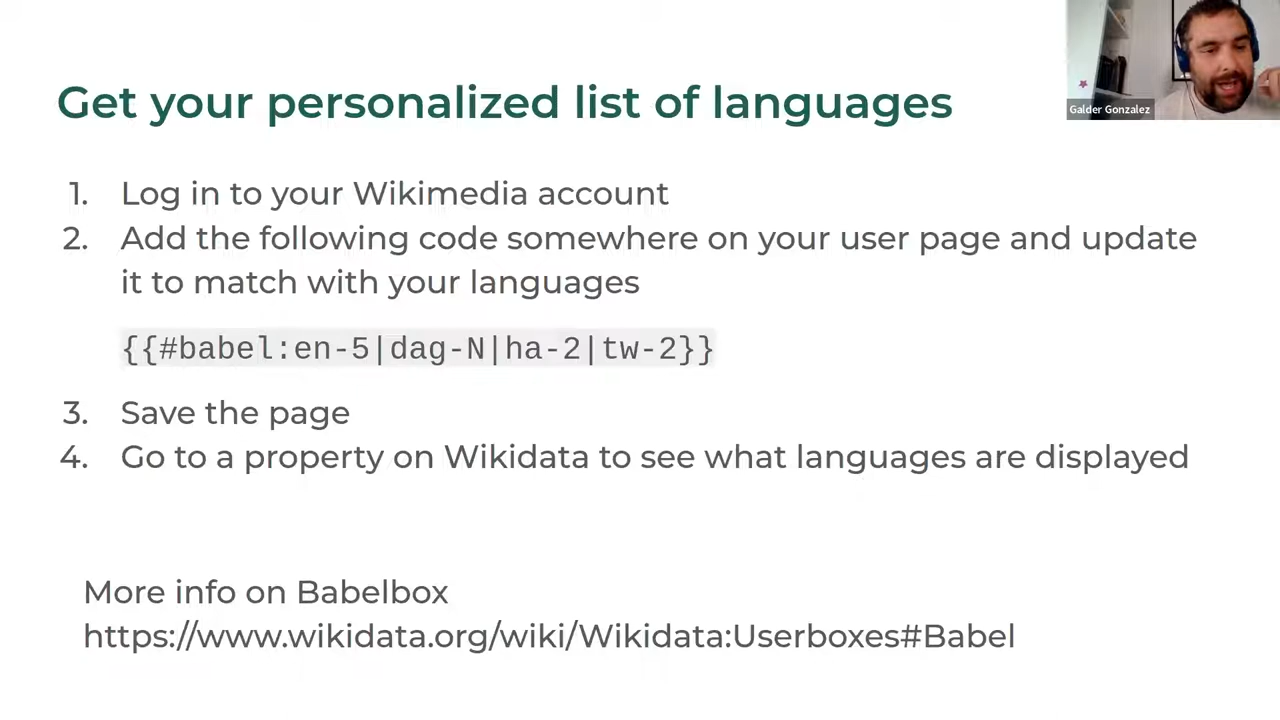 Get your personalized list of languages
Galder Gonzalez
1. Log in to your Wikimedia account
2. Add the following code somewhere on your user page and update
it to match with your languages
{{#babel:en-5|dag-N|ha-2|tw-2}}
3. Save the page
4. Go to a property on Wikidata to see what languages are displayed
More info on Babelbox
https://www.wikidata.org/wiki/Wikidata:Userboxes#Babel